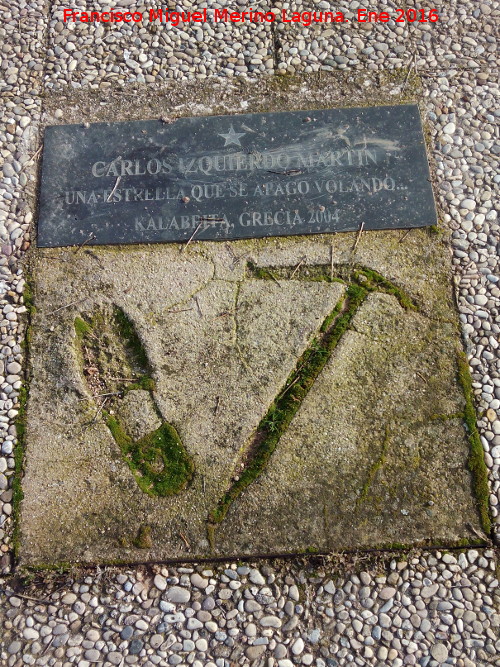 Francisco Miguel Merino Laguna. Ene 2016
CARLOS IZQUIERDO MARTIN
UNA ESTRELLA QUE SE APAGO VOLANDO...
KALABEITA, GRECIA 2004